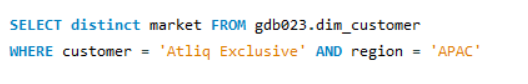 SELECT distinct market FROM gdb023.dim_customer
WHERE customer = 'Atliq Exclusive' AND region = 'APAC'